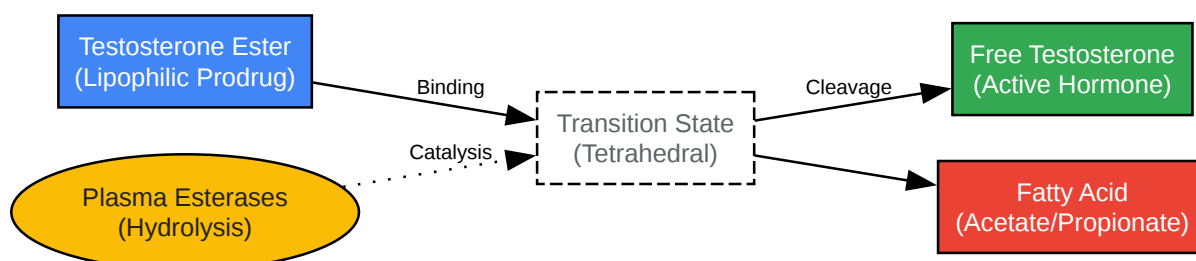 Testosterone Ester
(Lipophilic Prodrug)
Binding
Plasma Esterases
(Hydrolysis)
Catalysis
Transition State
(Tetrahedral)
Cleavage
Free Testosterone
(Active Hormone)
Fatty Acid
(Acetate/Propionate)